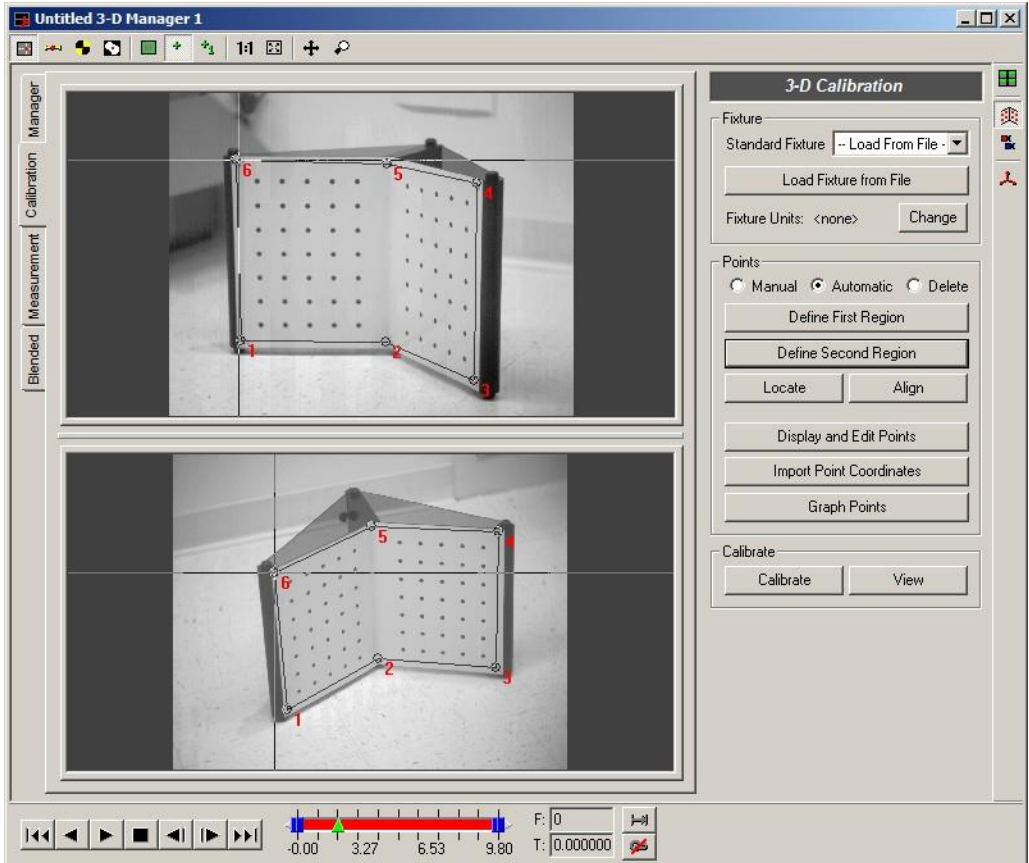 Untitled 3-D Manager 1
1:1
Manager
Calibration
Measurement
Blended
6
5
4
1
2
3
5
4
6
2
3
1
3-D Calibration
Fixture
Standard Fixture -- Load From File -
Load Fixture from File
Fixture Units: <none> Change
Points
Manual Automatic Delete
Define First Region
Define Second Region
Locate Align
Display and Edit Points
Import Point Coordinates
Graph Points
Calibrate
Calibrate View
-0.00 3.27 6.53 9.80
F: 0
T: 0.000000